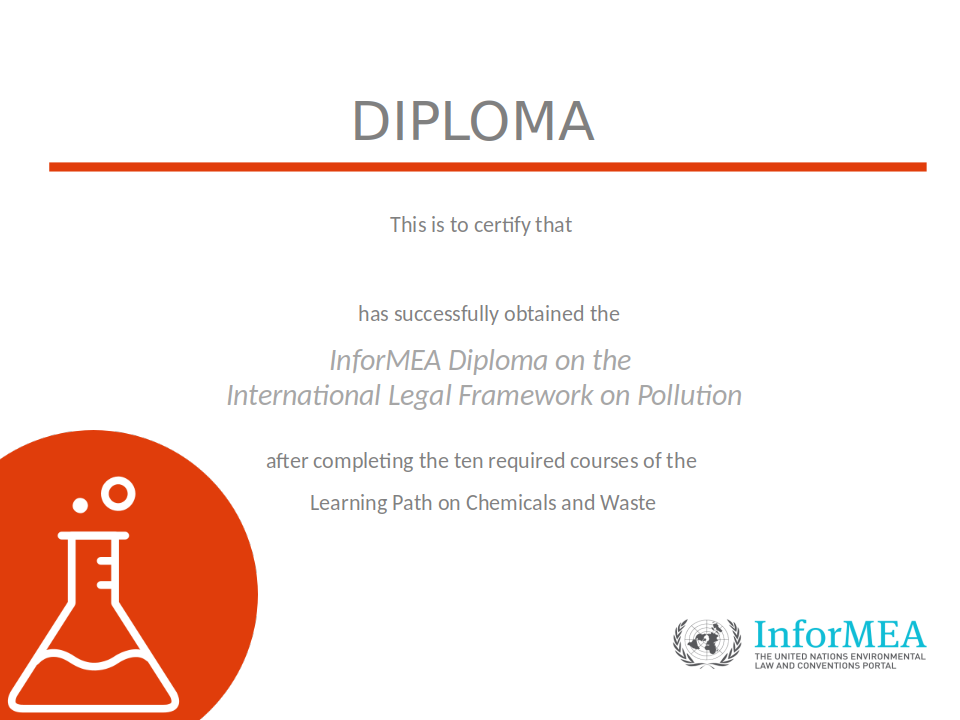 DIPLOMA
This is to certify that
has successfully obtained the
InforMEA Diploma on the
International Legal Framework on Pollution
after completing the ten required courses of the
Learning Path on Chemicals and Waste
InforMEA
THE UNITED NATIONS ENVIRONMENTAL
LAW AND CONVENTIONS PORTAL